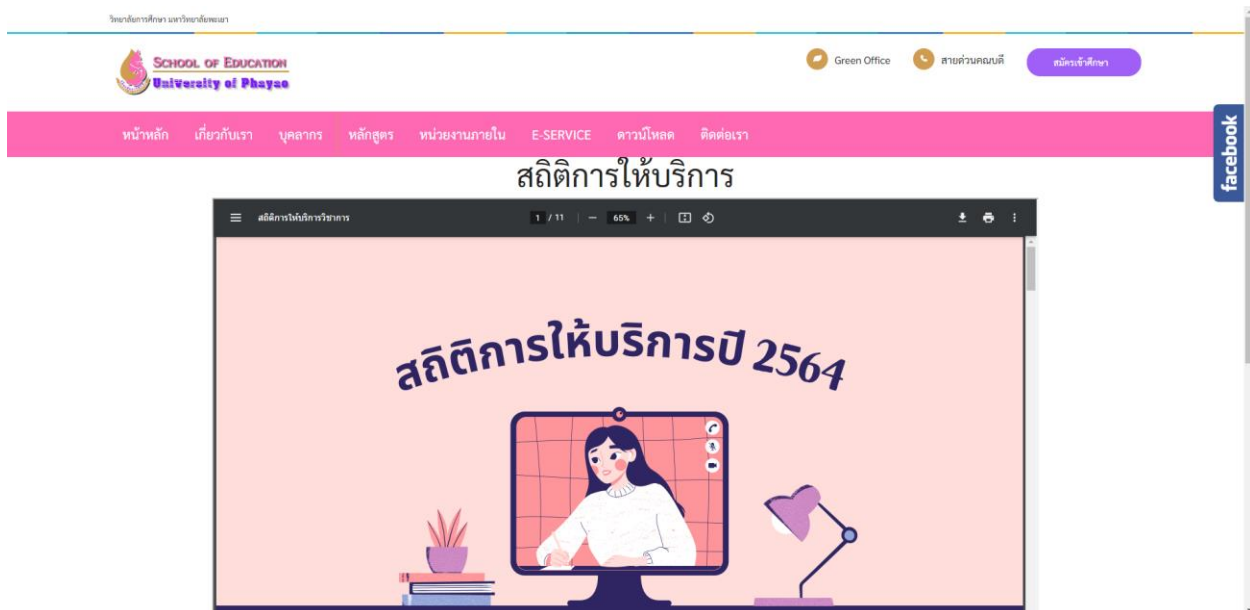 วิทยาลัยการศึกษา มหาวิทยาลัยพะเยา
SCHOOL OF EDUCATION
University of Phayao
Green Office
สายด่วนคณบดี
สมัครเข้าศึกษา
หน้าหลัก เกี่ยวกับเรา บุคลากร หลักสูตร หน่วยงานภายใน E-SERVICE ดาวน์โหลด ติดต่อเรา
facebook
สถิติการให้บริการ
สถิติการให้บริการวิชาการ 1 / 11 65%
สถิติการให้บริการปี 2564